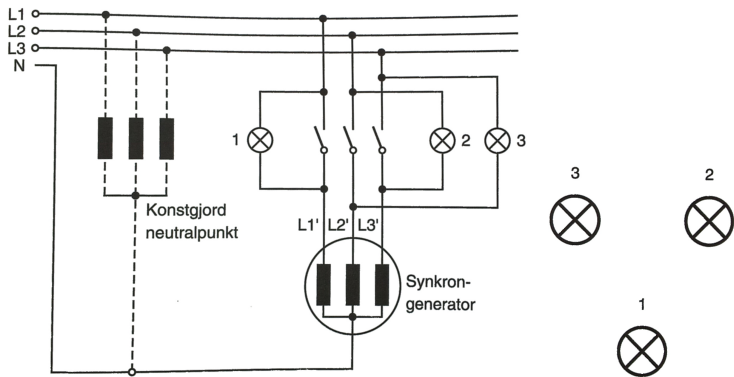 L1
L2
L3
N
1
2
3
Konstgjord
neutralpunkt
L1' L2' L3'
Synkron-
generator
3
2
1